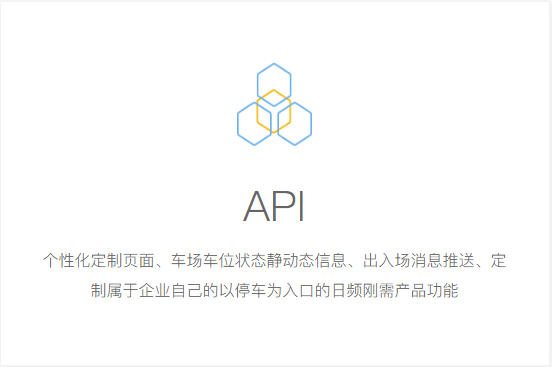 API
个性化定制页面、车场车位状态静动态信息、出入场消息推送、定
制属于企业自己的以停车为入口的日频刚需产品功能